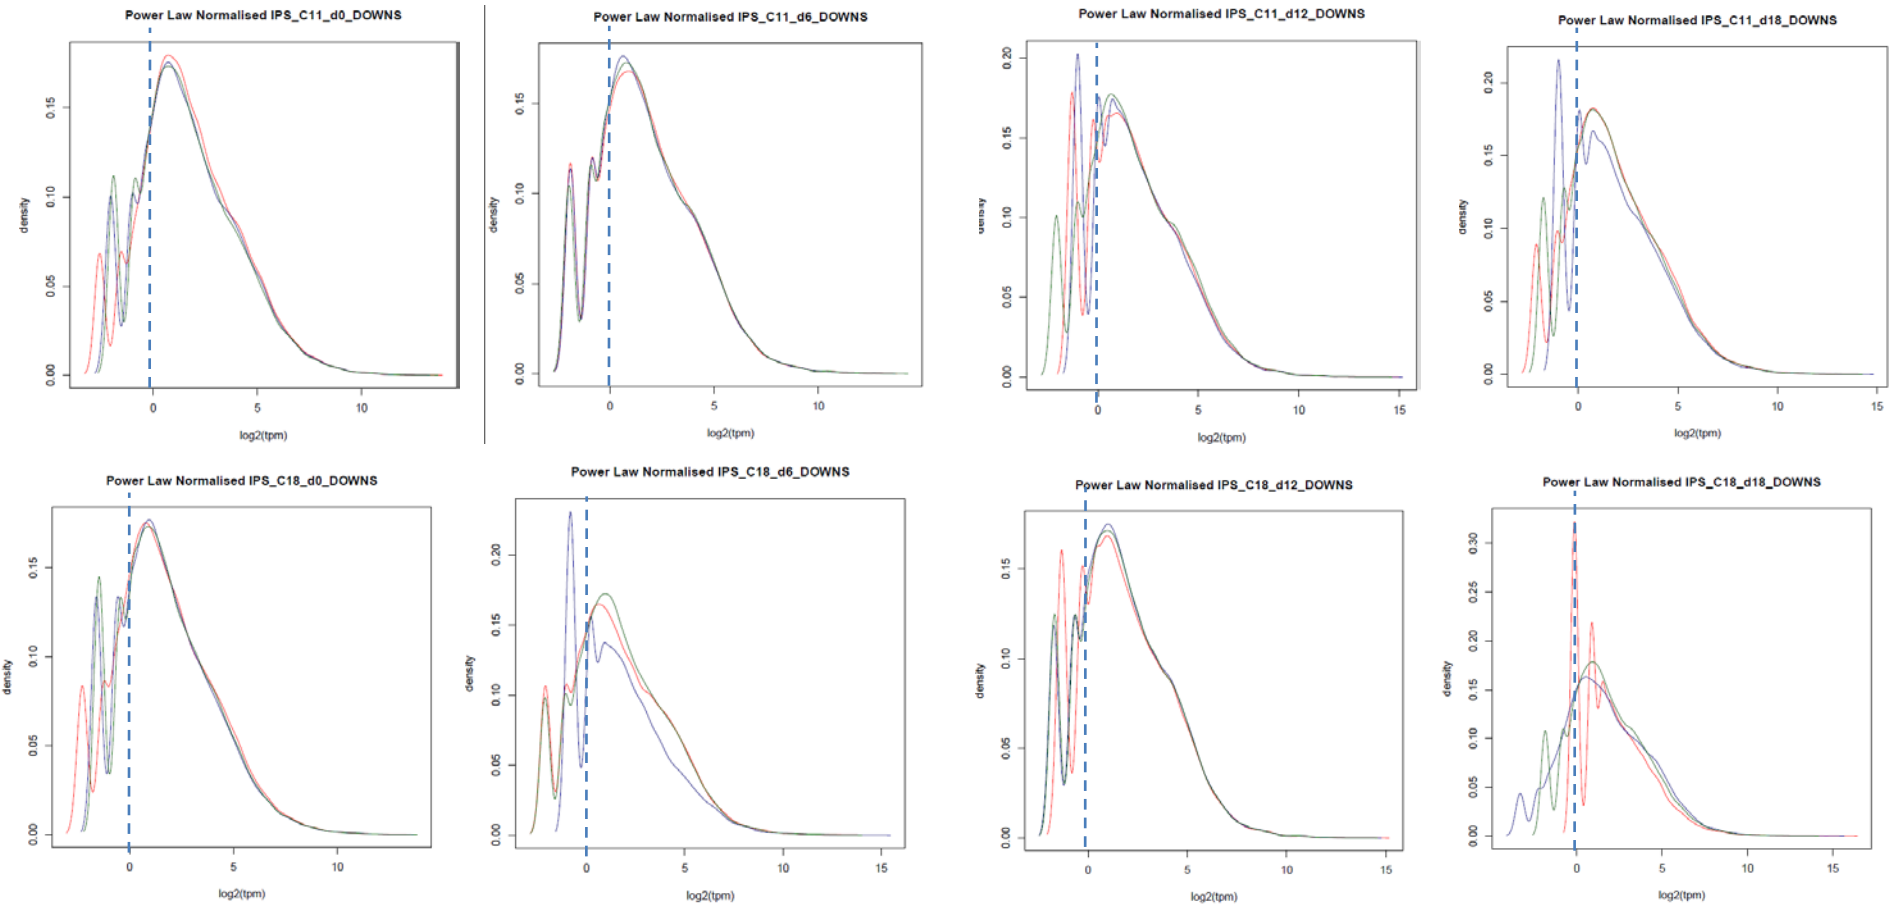 Power Law Normalised IPS_C11_d0_DOWNS
density
0.00
0.05
0.10
0.15
0
5
10
log2(tpm)
Power Law Normalised IPS_C11_d6_DOWNS
density
0.00
0.05
0.10
0.15
0
5
10
log2(tpm)
Power Law Normalised IPS_C11_d12_DOWNS
density
0.00
0.05
0.10
0.15
0.20
0
5
10
15
log2(tpm)
Power Law Normalised IPS_C11_d18_DOWNS
density
0.00
0.05
0.10
0.15
0.20
0
5
10
15
log2(tpm)
Power Law Normalised IPS_C18_d0_DOWNS
density
0.00
0.05
0.10
0.15
0
5
10
log2(tpm)
Power Law Normalised IPS_C18_d6_DOWNS
density
0.00
0.05
0.10
0.15
0.20
0
5
10
15
log2(tpm)
Power Law Normalised IPS_C18_d12_DOWNS
density
0.00
0.05
0.10
0.15
0
5
10
15
log2(tpm)
Power Law Normalised IPS_C18_d18_DOWNS
density
0.00
0.05
0.10
0.15
0.20
0.25
0.30
0
5
10
15
log2(tpm)